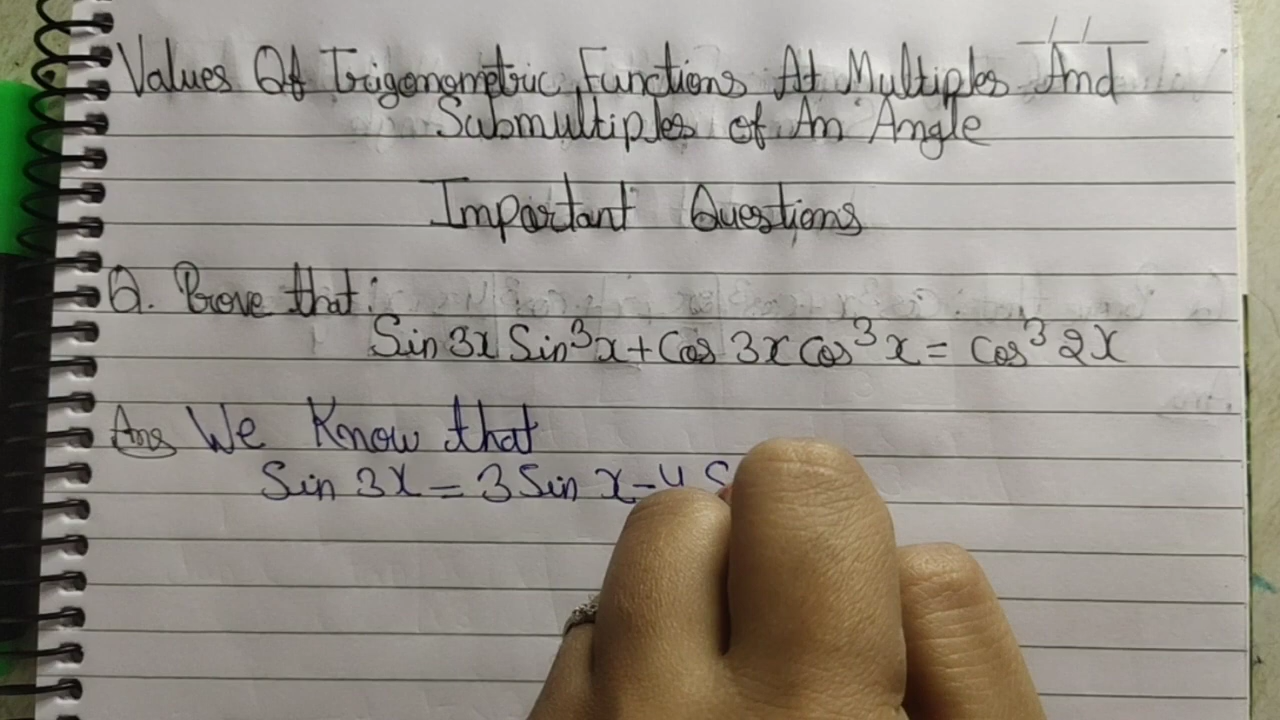 Values Of Trigonometric Functions At Multiples And
Submultiples of An Angle
Important Questions
Q. Prove that:
Sin 3x Sin³x + Cos 3x Cos³x = Cos³ 2x
Ans We Know that
Sin 3x = 3 Sin x - 4 S